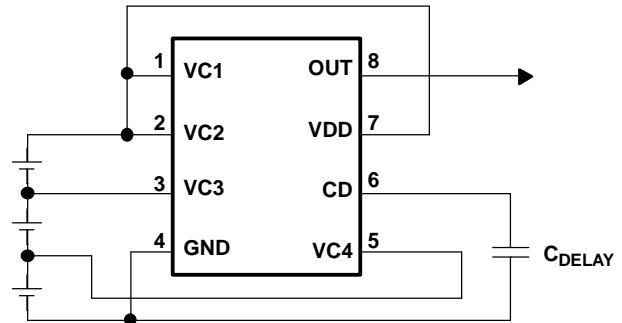 1 VC1 OUT 8
2 VC2 VDD 7
3 VC3 CD 6
4 GND VC4 5
CDELAY